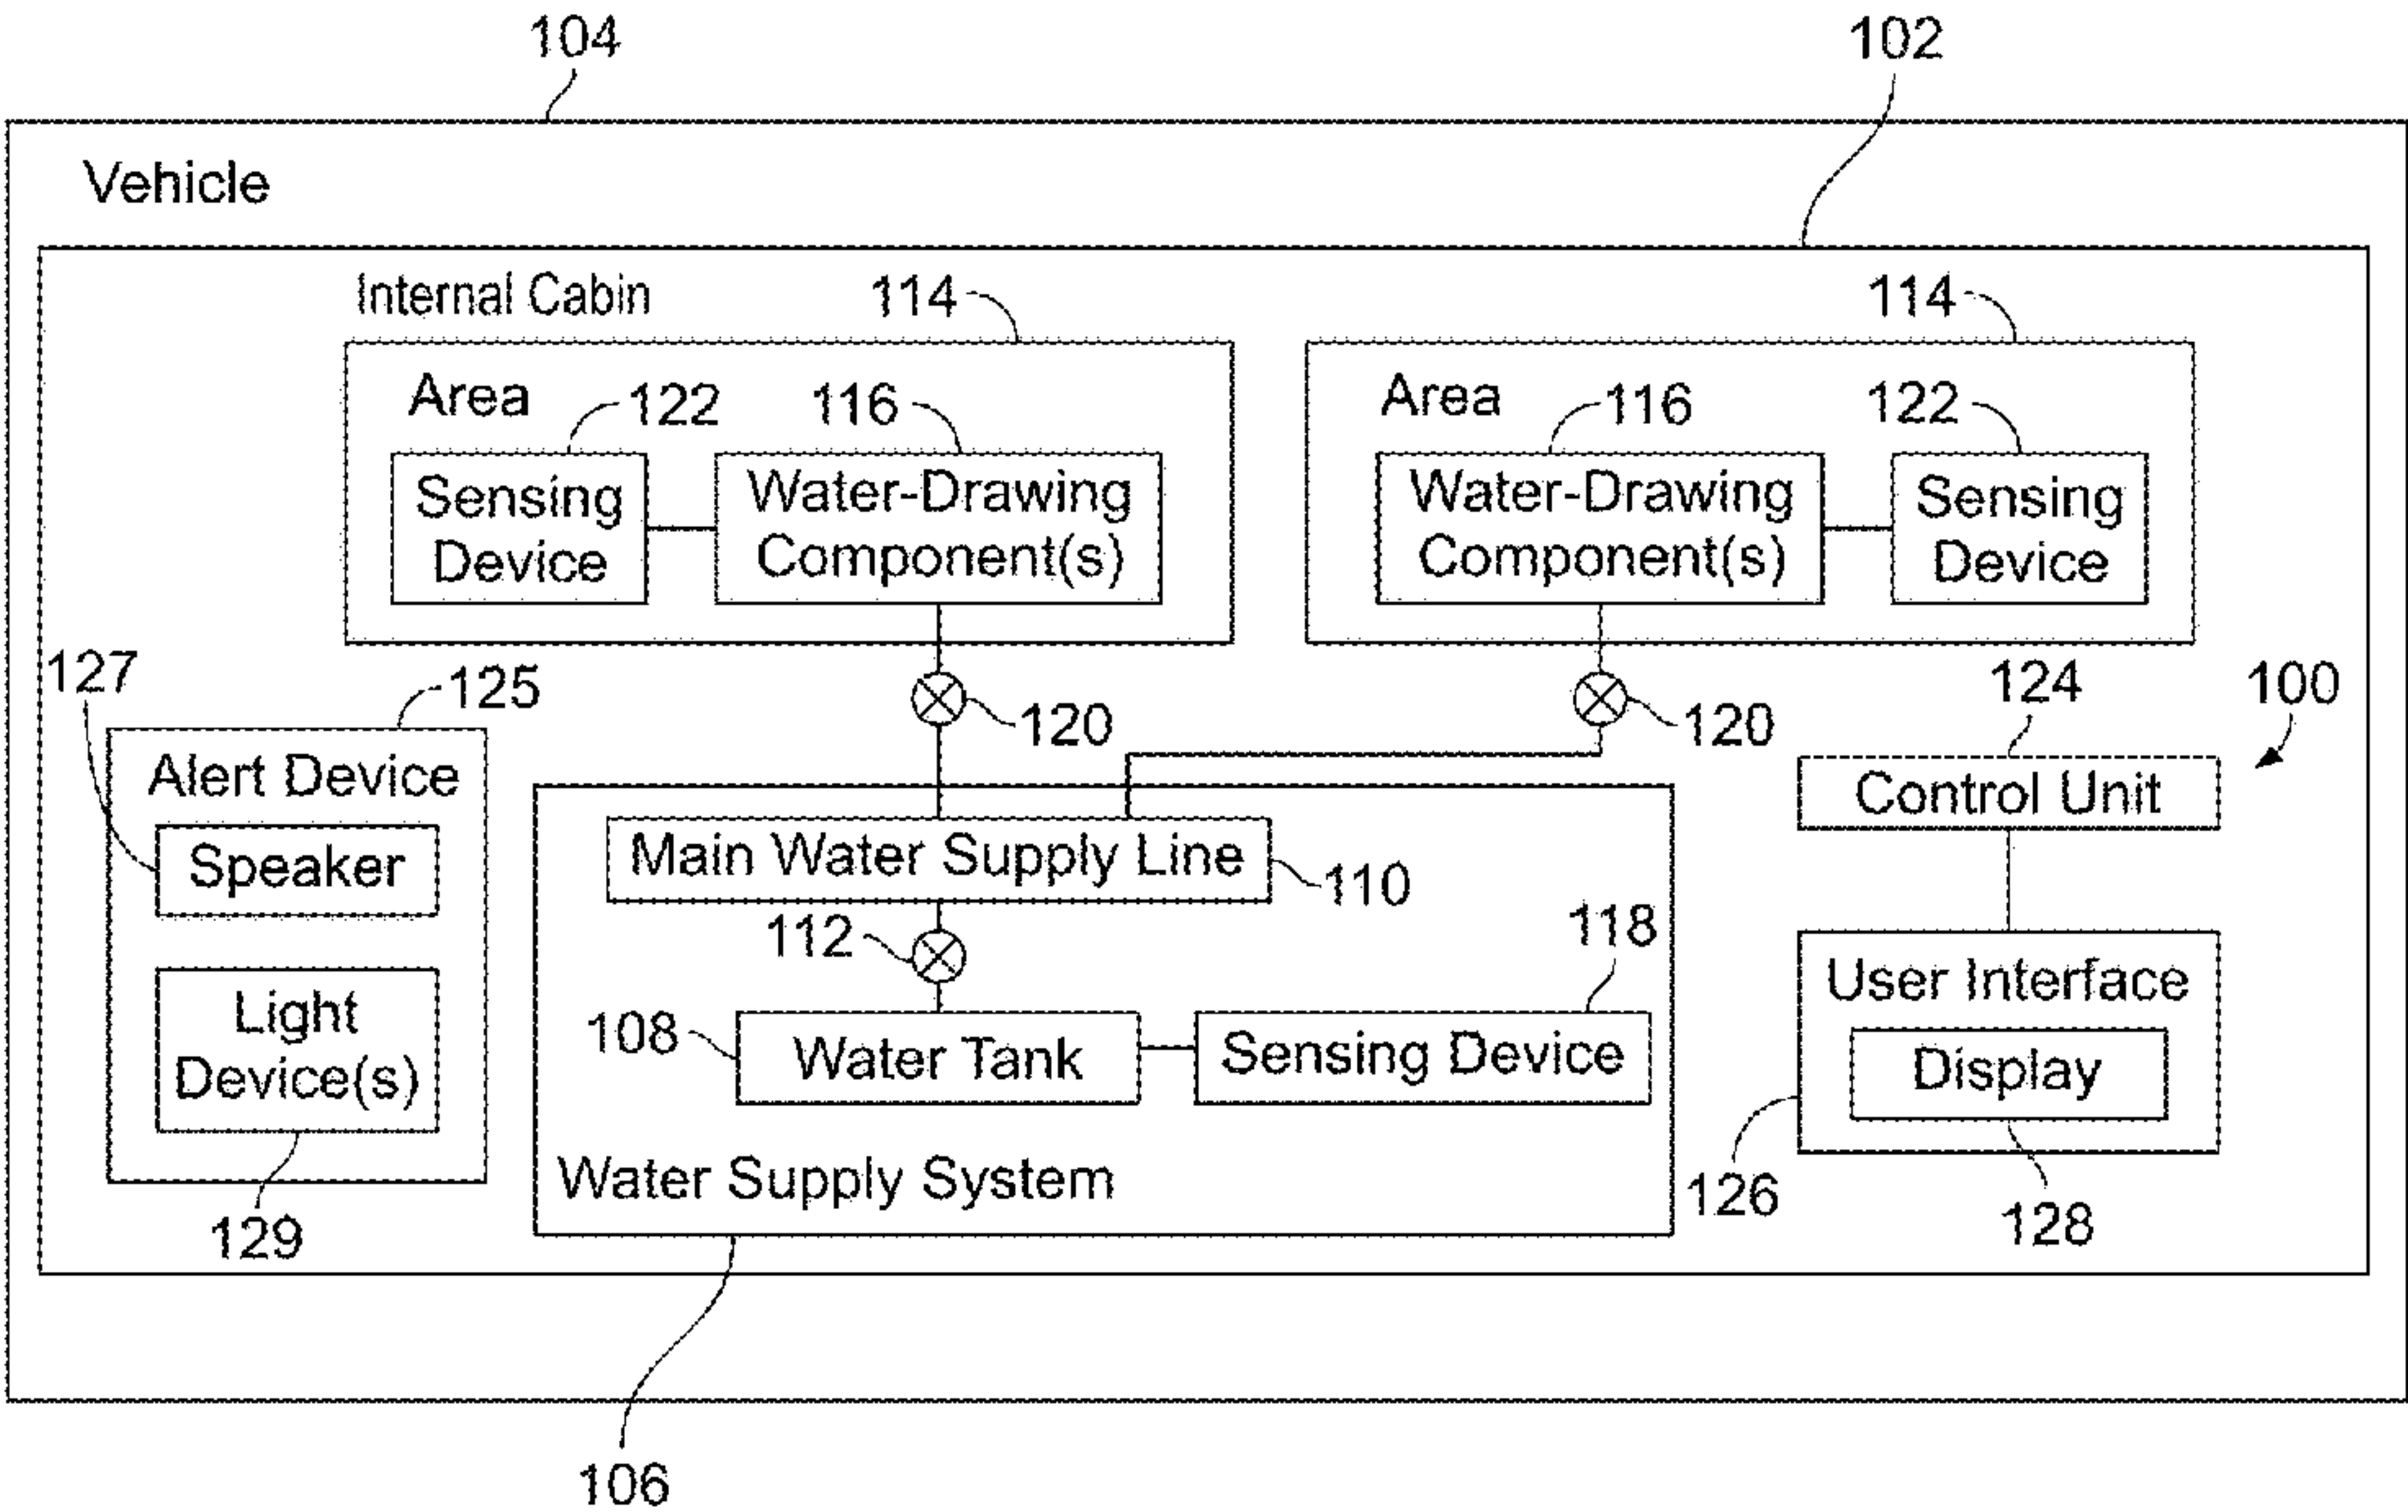 104
102
Vehicle
Internal Cabin
114
114
Area
122
116
Area
116
122
Sensing
Device
Water-Drawing
Component(s)
Water-Drawing
Component(s)
Sensing
Device
127
125
120
120
124
100
Alert Device
Speaker
Light
Device(s)
129
Main Water Supply Line
110
112
118
108
Water Tank
Sensing Device
Water Supply System
Control Unit
User Interface
Display
126
128
106